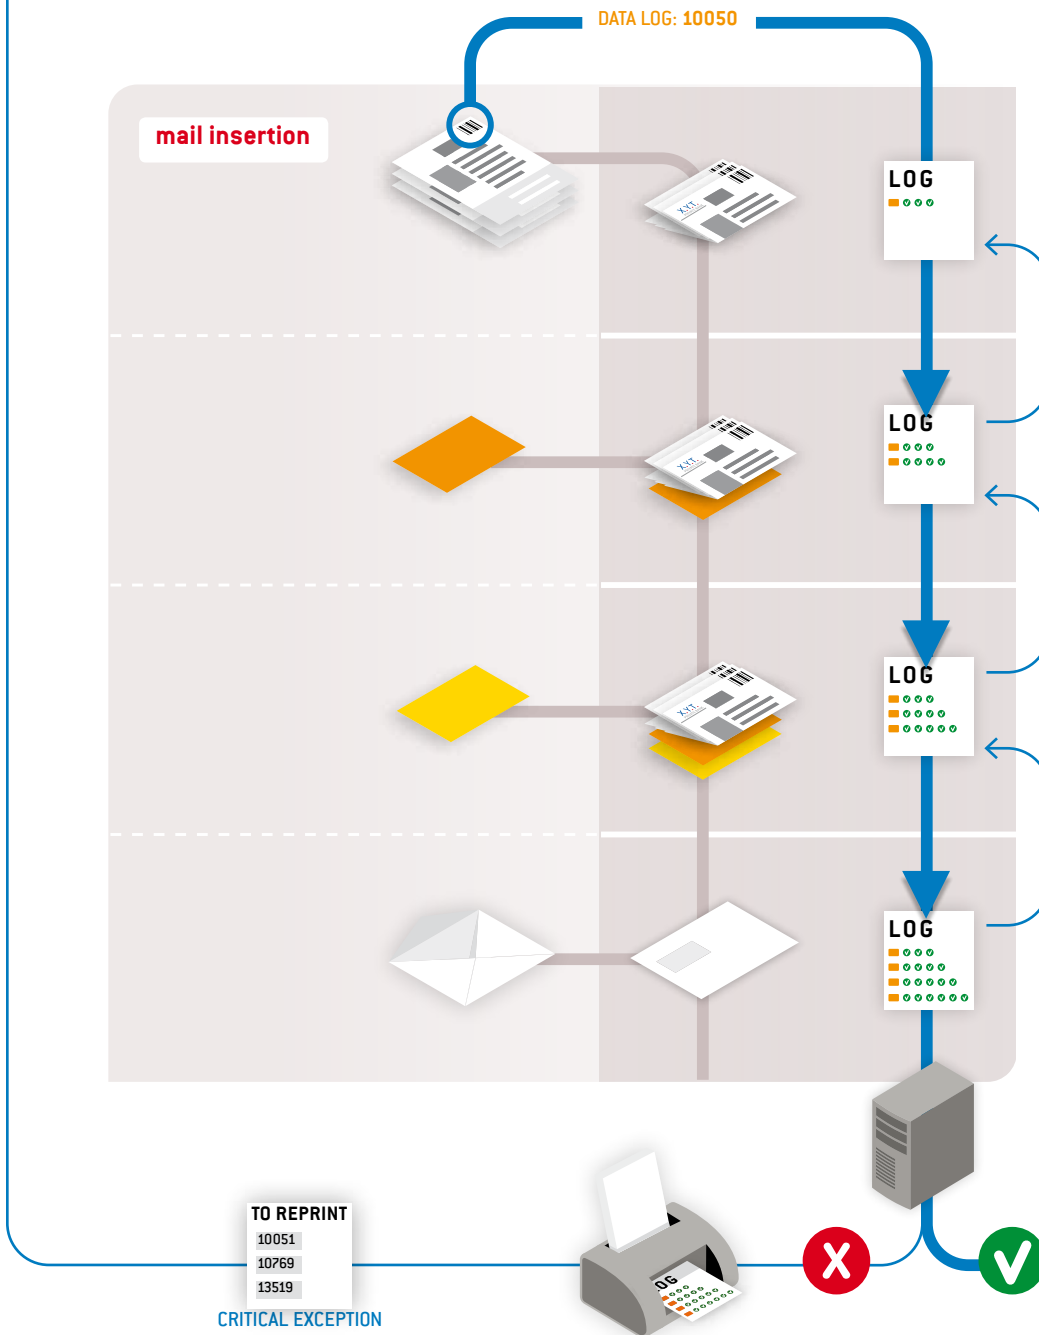 DATA LOG: 10050
mail insertion
X.Y.T.
LOG
X.Y.T.
LOG
X.Y.T.
LOG
LOG
TO REPRINT
10051
10769
13519
CRITICAL EXCEPTION